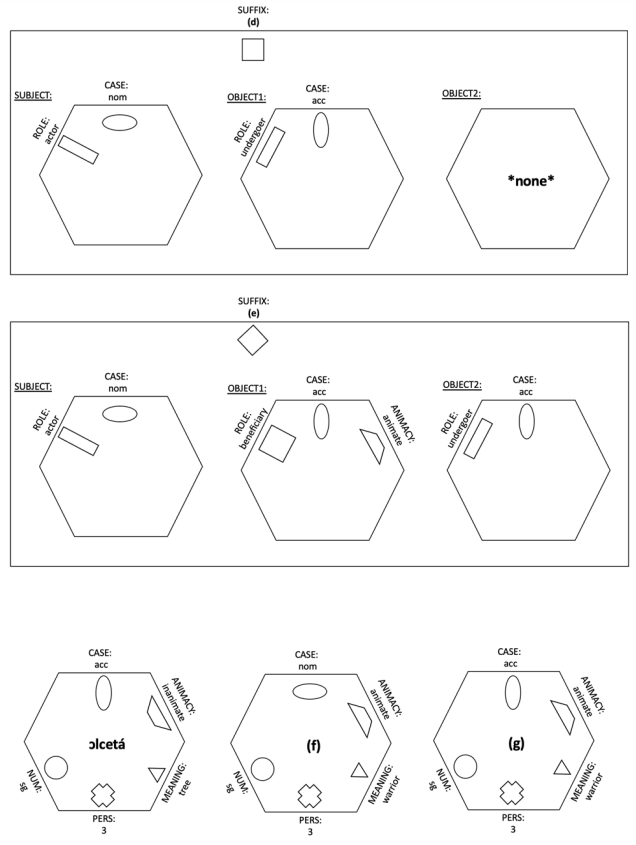 SUFFIX:
(d)
SUBJECT:
CASE:
nom
ROLE:
actor
OBJECT1:
CASE:
acc
ROLE:
undergoer
OBJECT2:
*none*
SUFFIX:
(e)
SUBJECT:
CASE:
nom
ROLE:
actor
OBJECT1:
CASE:
acc
ROLE:
beneficiary
ANIMACY:
animate
OBJECT2:
CASE:
acc
ROLE:
undergoer
CASE:
acc
ANIMACY:
inanimate
ɔlcetá
NUM:
sg
MEANING:
tree
PERS:
3
CASE:
nom
ANIMACY:
animate
(f)
NUM:
sg
MEANING:
warrior
PERS:
3
CASE:
acc
ANIMACY:
animate
(g)
NUM:
sg
MEANING:
warrior
PERS:
3